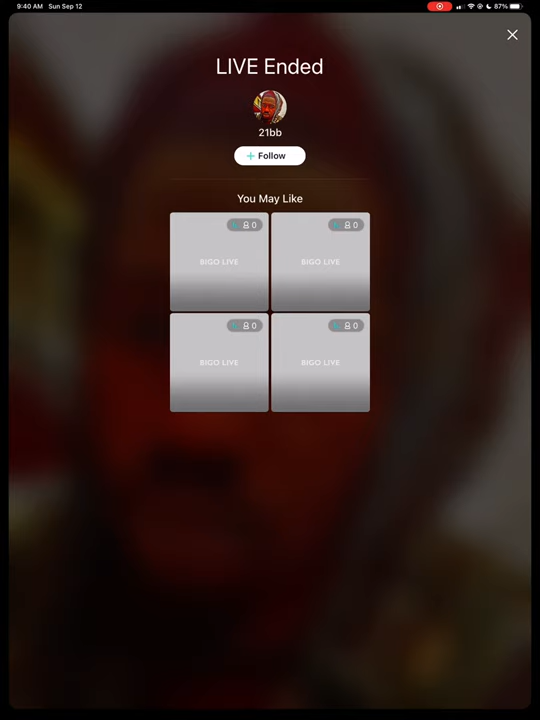 9:40 AM Sun Sep 12
87%
LIVE Ended
21bb
+ Follow
You May Like
0
0
BIGO LIVE
BIGO LIVE
0
0
BIGO LIVE
BIGO LIVE